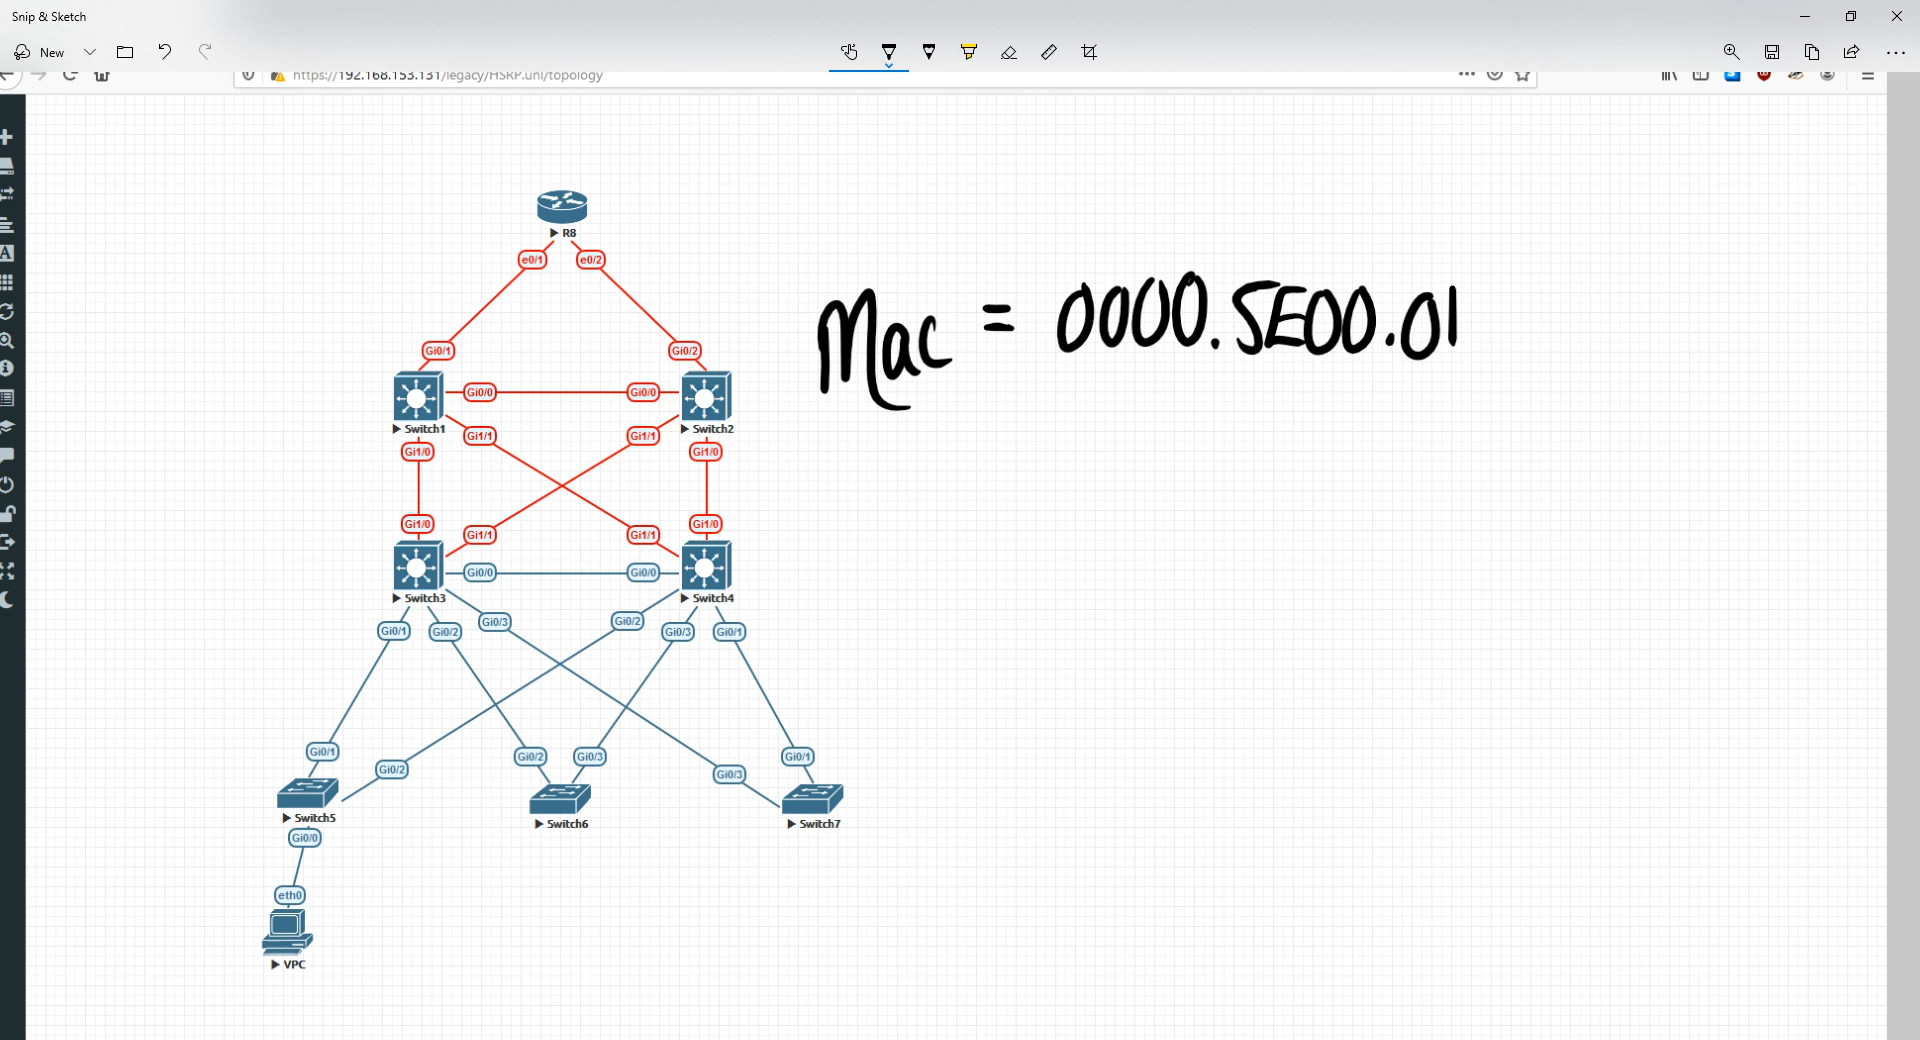 Snip & Sketch
New
https://192.168.153.131/legacy/HSRP.unl/topology
R8
e0/1 e0/2
Mac = 0000.5E00.01
Gi0/1 Gi0/2
Gi0/0 Gi0/0
Switch1 Switch2
Gi1/1 Gi1/1
Gi1/0 Gi1/0
Gi1/0 Gi1/0
Gi1/1 Gi1/1
Gi0/0 Gi0/0
Switch3 Switch4
Gi0/1 Gi0/2 Gi0/3 Gi0/2 Gi0/3 Gi0/1
Gi0/1 Gi0/2 Gi0/2 Gi0/3 Gi0/3 Gi0/1
Switch5 Switch6 Switch7
Gi0/0
eth0
VPC